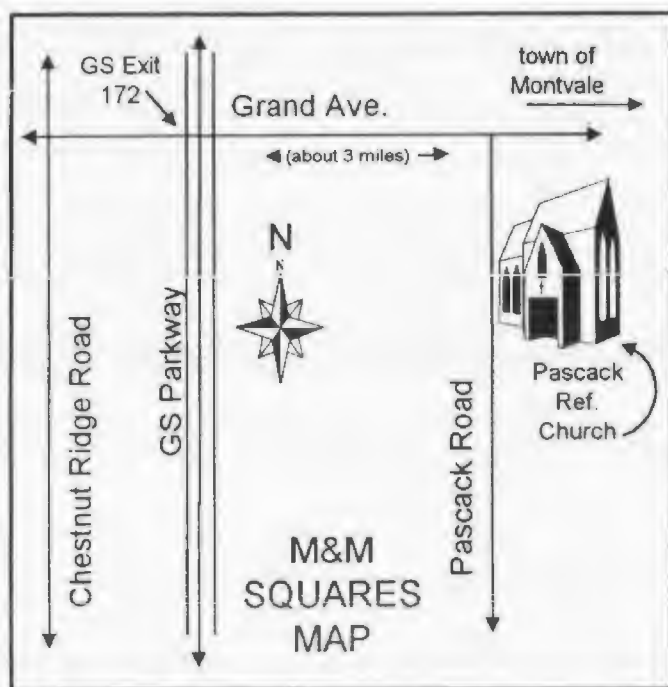 GS Exit
172
Grand Ave.
town of
Montvale
(about 3 miles)
N
N
Chestnut Ridge Road
GS Parkway
Pascack Road
Pascack
Ref.
Church
M&M
SQUARES
MAP